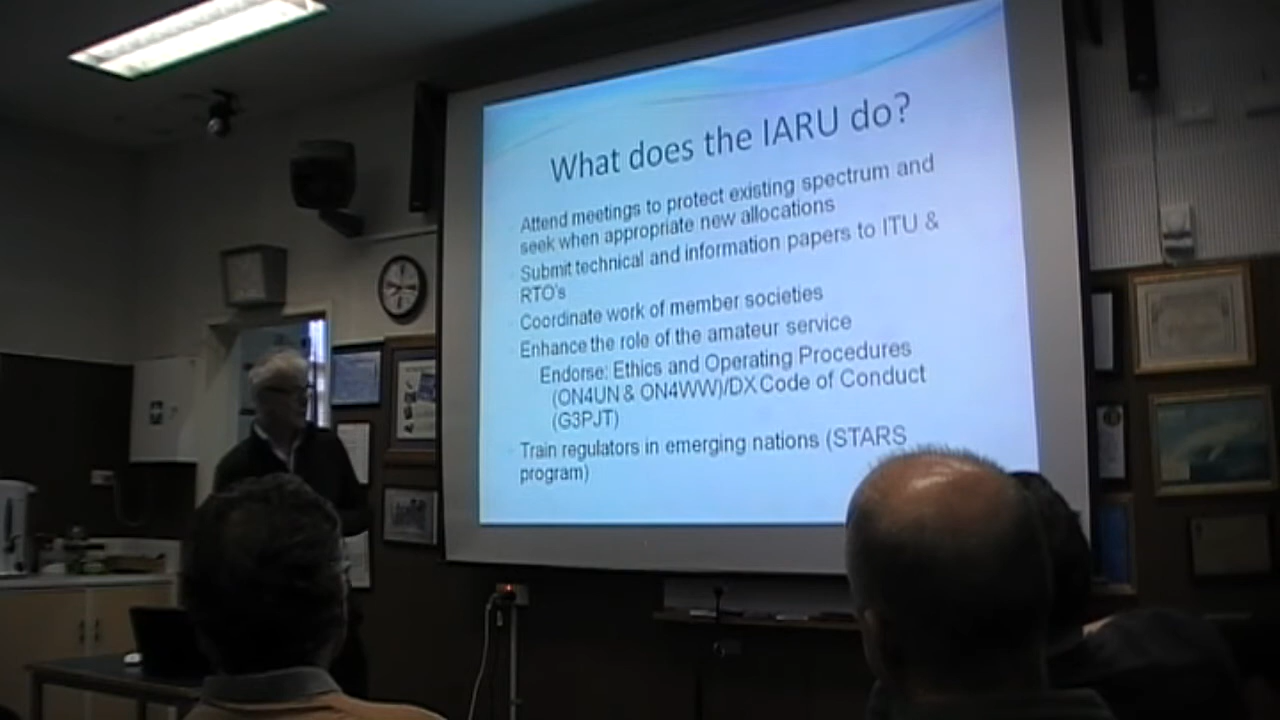 What does the IARU do?
Attend meetings to protect existing spectrum and
seek when appropriate new allocations
Submit technical and information papers to ITU &
RTO's
Coordinate work of member societies
Enhance the role of the amateur service
Endorse: Ethics and Operating Procedures
(ON4UN & ON4WW)/DX Code of Conduct
(G3PJT)
Train regulators in emerging nations (STARS
program)